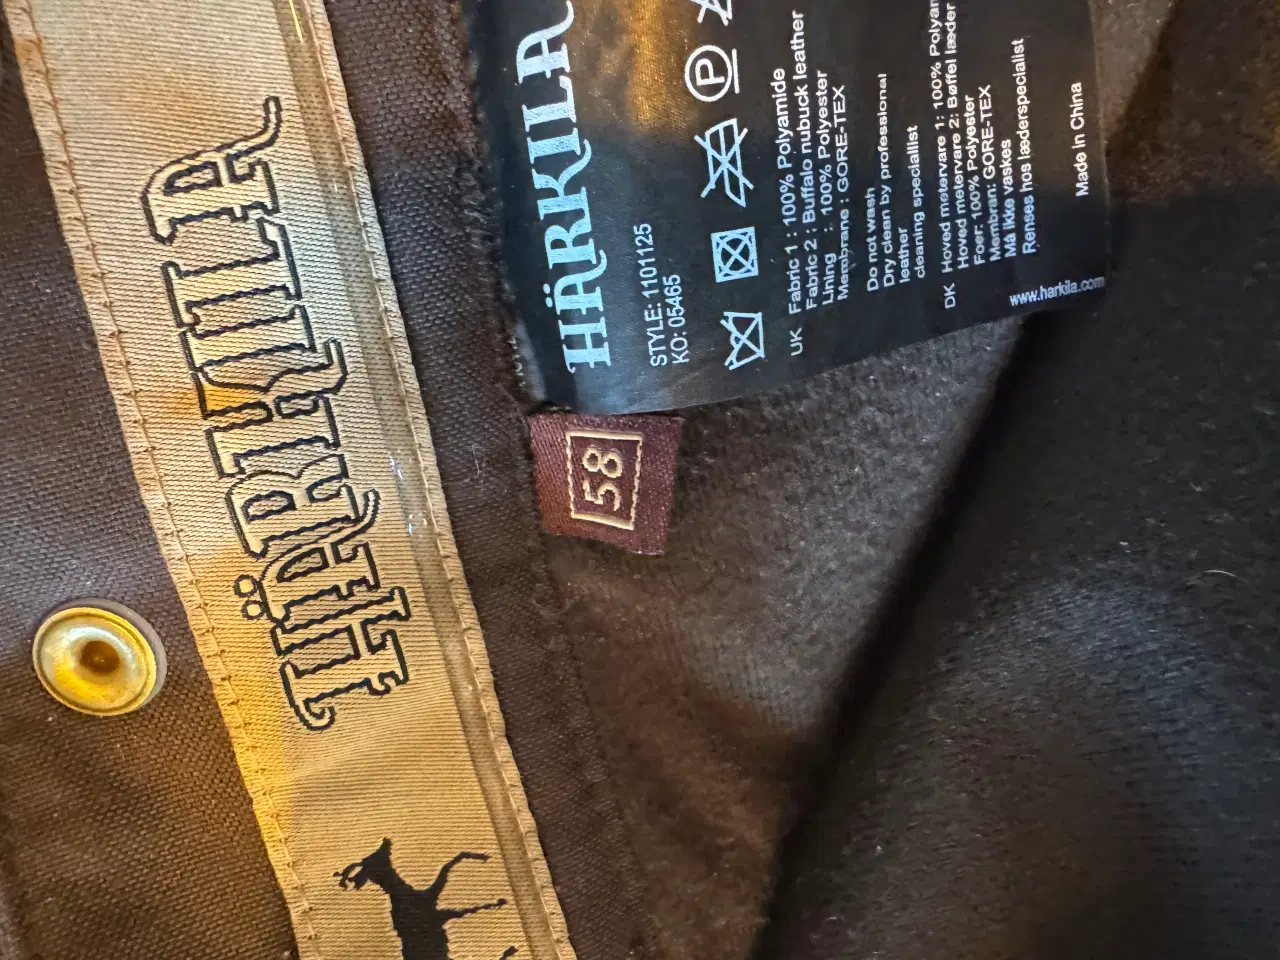 HÄRKILA
HÄRKILA
STYLE: 1101125
KO: 05465
P
UK Fabric 1 : 100% Polyamide
Fabric 2 : Buffalo nubuck leather
Lining : 100% Polyester
Membrane : GORE-TEX
Do not wash
Dry clean by professional
leather
cleaning speciallist
DK Hoved metervare 1: 100% Polyam
Hoved metervare 2: Bøffel læder
Foer: 100% Polyester
Membran: GORE-TEX
Må ikke vaskes
Renses hos læderspecialist
Made in China
www.harkila.com
58